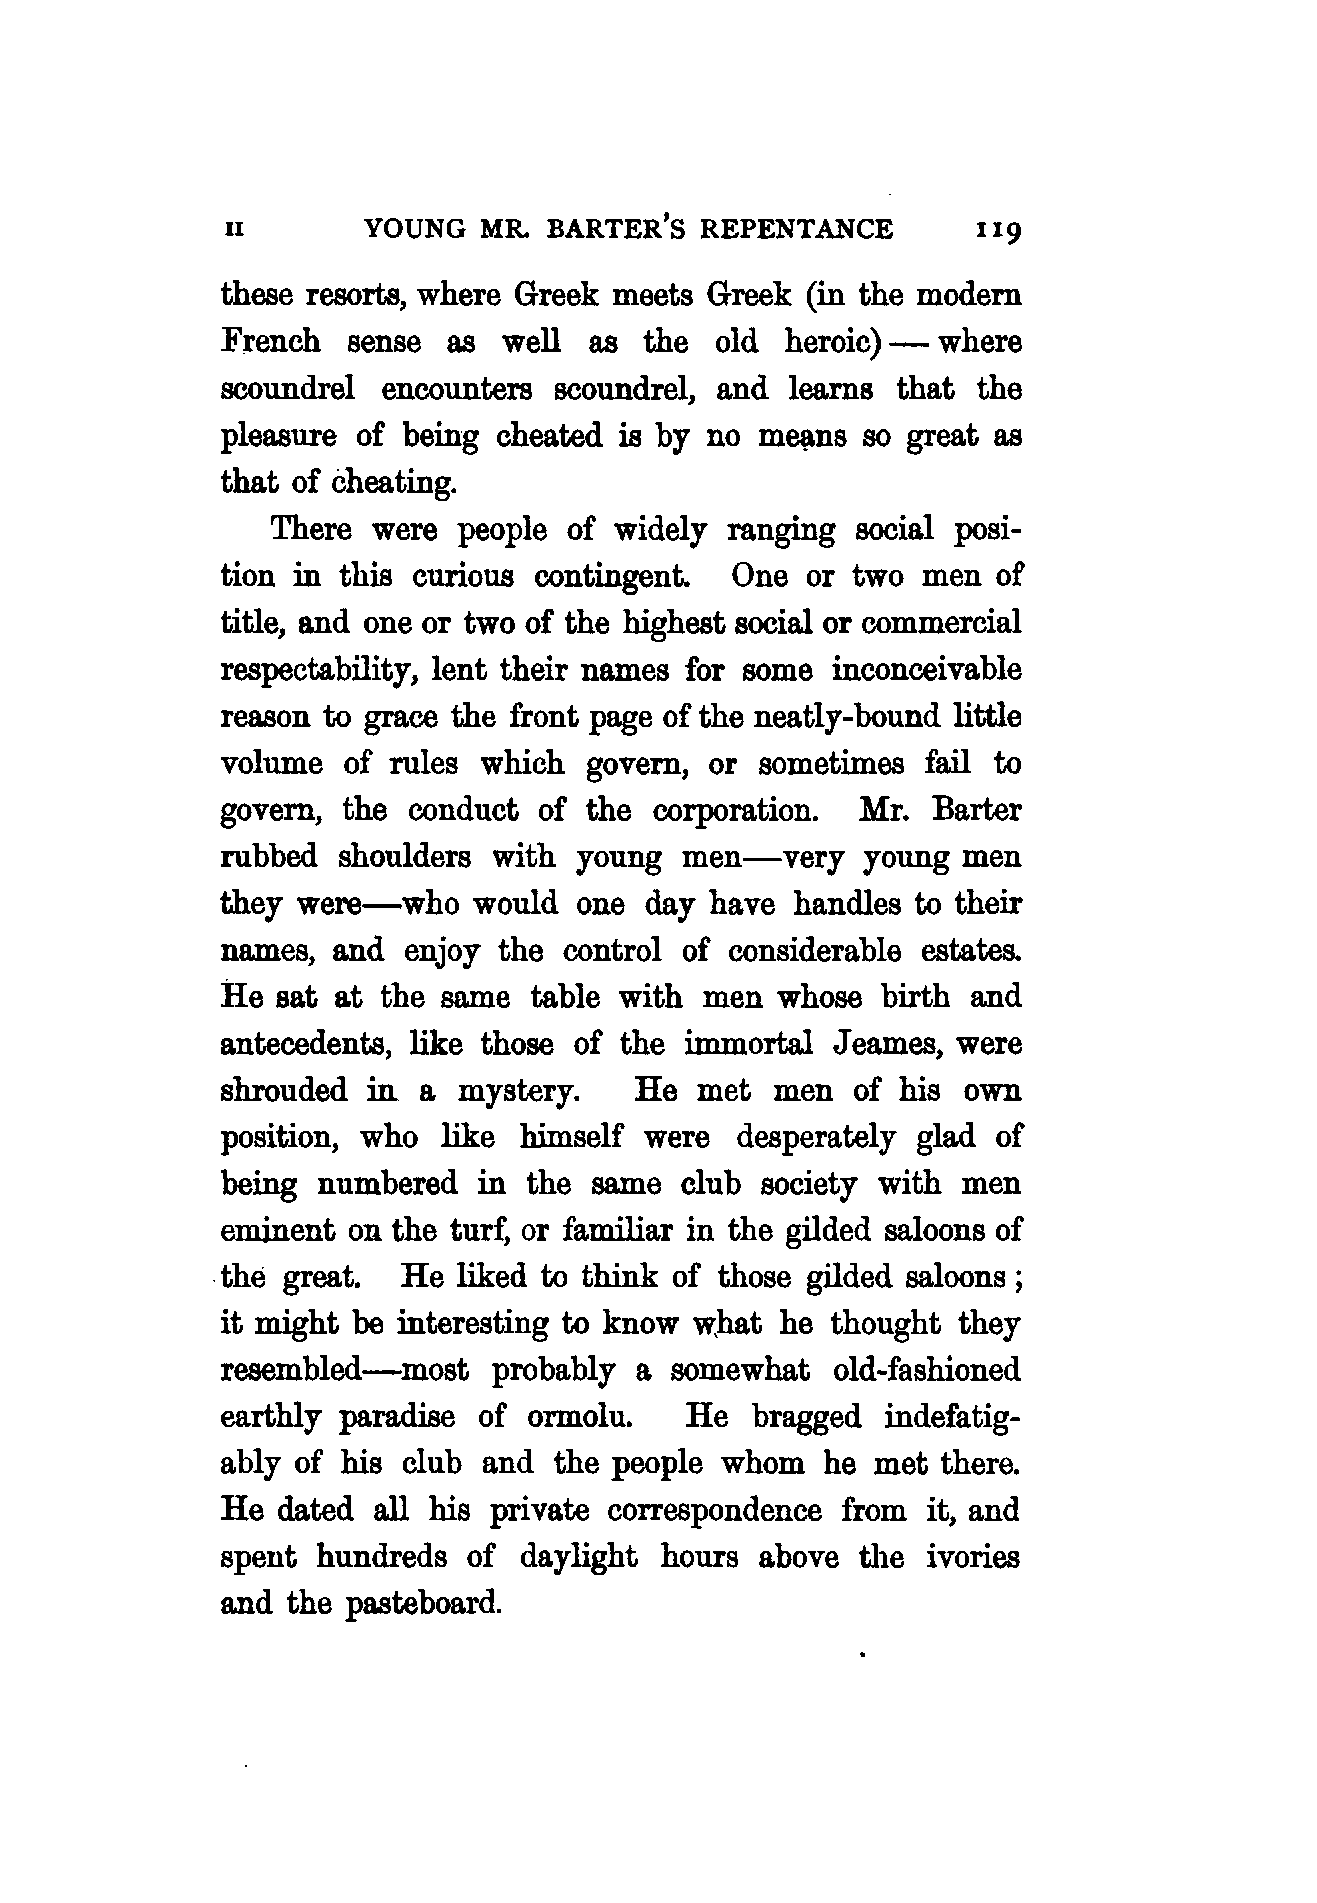 II YOUNG MR. BARTER'S REPENTANCE 119
these resorts, where Greek meets Greek (in the modern
French sense as well as the old heroic) — where
scoundrel encounters scoundrel, and learns that the
pleasure of being cheated is by no means so great as
that of cheating.
There were people of widely ranging social posi-
tion in this curious contingent. One or two men of
title, and one or two of the highest social or commercial
respectability, lent their names for some inconceivable
reason to grace the front page of the neatly-bound little
volume of rules which govern, or sometimes fail to
govern, the conduct of the corporation. Mr. Barter
rubbed shoulders with young men—very young men
they were—who would one day have handles to their
names, and enjoy the control of considerable estates.
He sat at the same table with men whose birth and
antecedents, like those of the immortal Jeames, were
shrouded in a mystery. He met men of his own
position, who like himself were desperately glad of
being numbered in the same club society with men
eminent on the turf, or familiar in the gilded saloons of
the great. He liked to think of those gilded saloons;
it might be interesting to know what he thought they
resembled—most probably a somewhat old-fashioned
earthly paradise of ormolu. He bragged indefatig-
ably of his club and the people whom he met there.
He dated all his private correspondence from it, and
spent hundreds of daylight hours above the ivories
and the pasteboard.